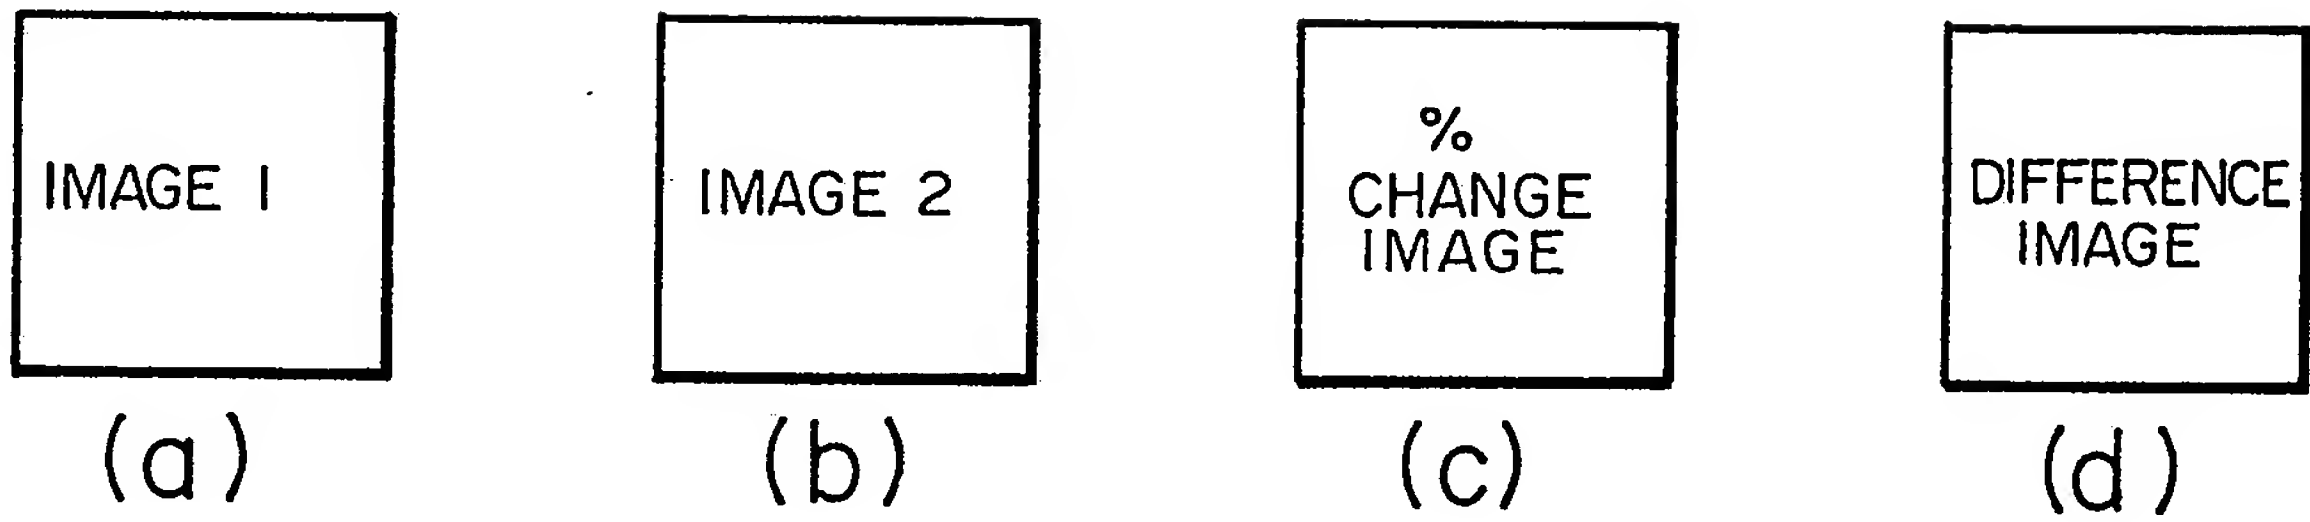 IMAGE 1
IMAGE 2
%
CHANGE
IMAGE
DIFFERENCE
IMAGE
(a)
(b)
(c)
(d)